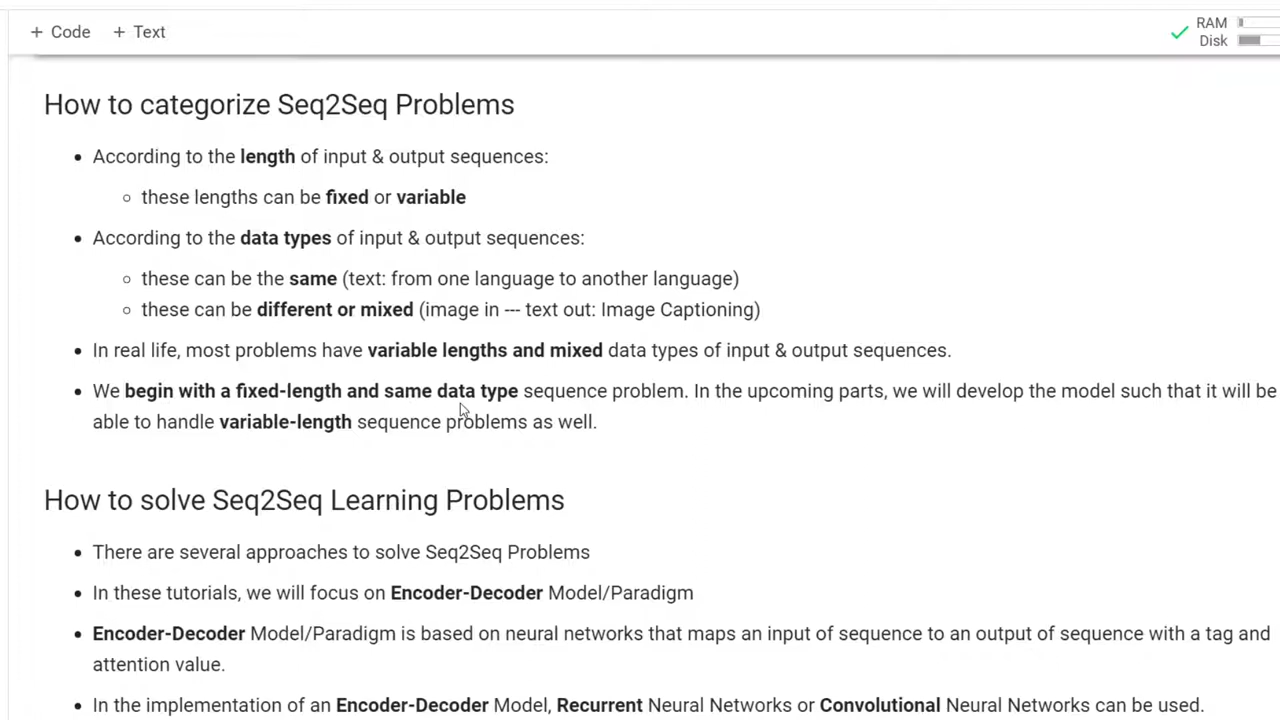 + Code + Text
RAM
Disk
How to categorize Seq2Seq Problems
• According to the length of input & output sequences:
◦ these lengths can be fixed or variable
• According to the data types of input & output sequences:
◦ these can be the same (text: from one language to another language)
◦ these can be different or mixed (image in --- text out: Image Captioning)
• In real life, most problems have variable lengths and mixed data types of input & output sequences.
• We begin with a fixed-length and same data type sequence problem. In the upcoming parts, we will develop the model such that it will be
able to handle variable-length sequence problems as well.
How to solve Seq2Seq Learning Problems
• There are several approaches to solve Seq2Seq Problems
• In these tutorials, we will focus on Encoder-Decoder Model/Paradigm
• Encoder-Decoder Model/Paradigm is based on neural networks that maps an input of sequence to an output of sequence with a tag and
attention value.
• In the implementation of an Encoder-Decoder Model, Recurrent Neural Networks or Convolutional Neural Networks can be used.